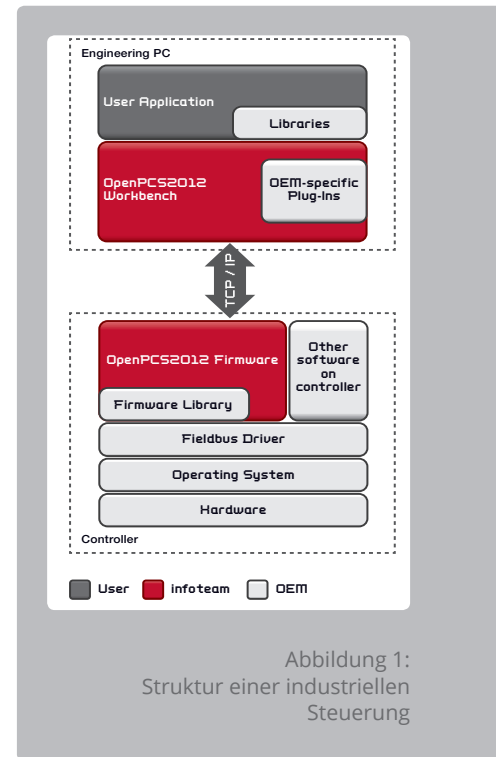 Engineering PC
User Application
Libraries
OpenPCS2012
Workbench
OEM-specific
Plug-Ins
TCP / IP
OpenPCS2012 Firmware
Firmware Library
Other
software
on
controller
Fieldbus Driver
Operating System
Hardware
Controller
User infoteam OEM
Abbildung 1:
Struktur einer industriellen
Steuerung